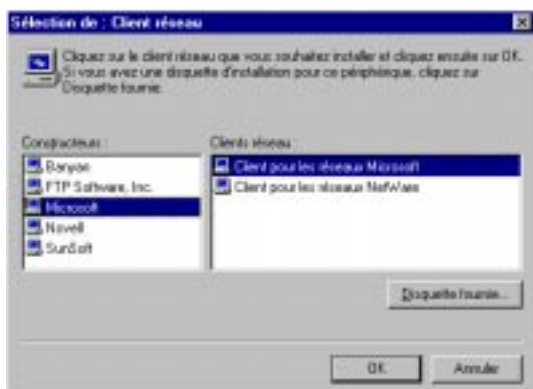 Sélection de : Client réseau
Cliquez sur le client réseau que vous souhaitez installer et cliquez ensuite sur OK.
Si vous avez une disquette d'installation pour ce périphérique, cliquez sur
Disquette fournie.
Constructeurs :
Clients réseau :
Banyan
FTP Software, Inc.
Microsoft
Novell
SunSoft
Client pour les réseaux Microsoft
Client pour les réseaux NetWare
Disquette fournie...
OK
Annuler